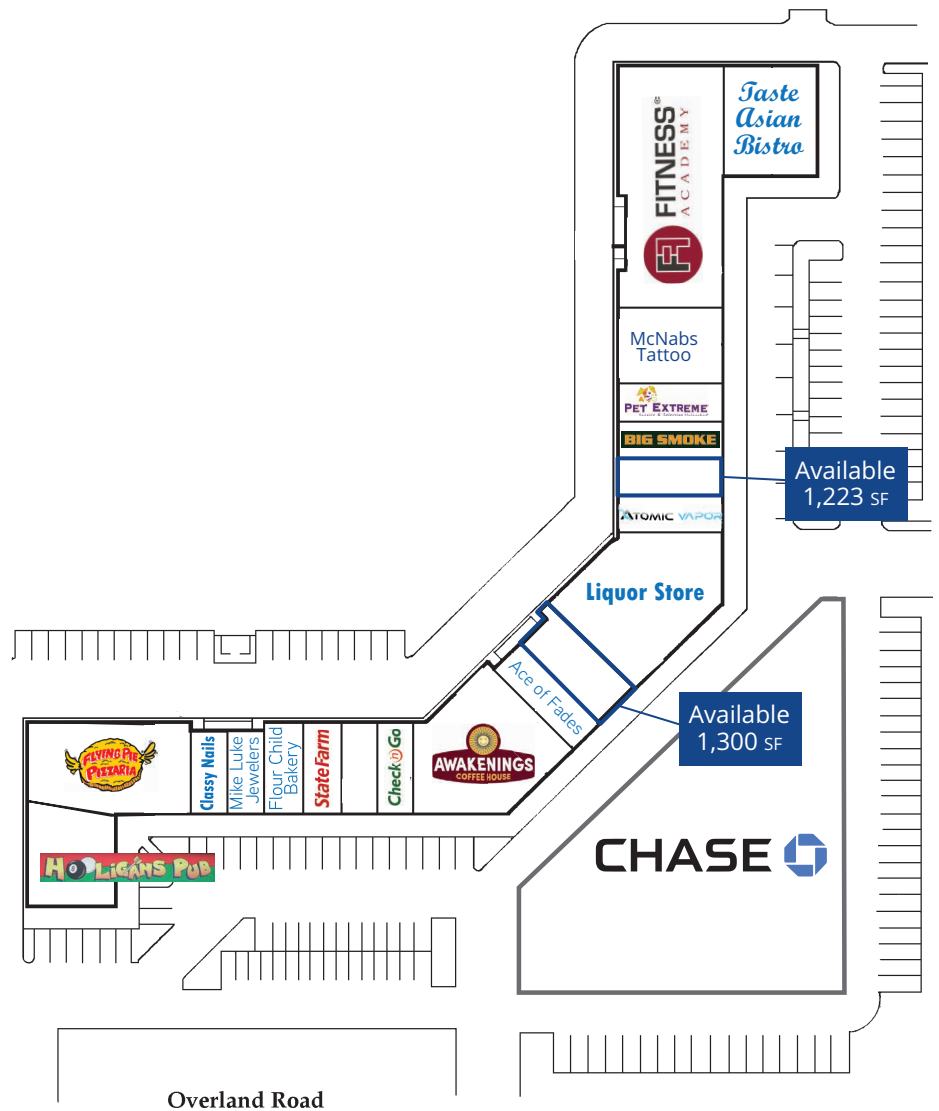 Taste
Asian
Bistro
FITNESS®
ACADEMY
FA
McNabs
Tattoo
PET EXTREME
BIG SMOKE
Available
1,223 SF
ATOMIC VAPOR
Liquor Store
Ace of Fades
Available
1,300 SF
FLYING PIE
PIZZARIA
Classy Nails
Mike Luke
Jewelers
Flour Child
Bakery
StateFarm
Check'n Go
AWAKENINGS
COFFEE HOUSE
CHASE
HOOLIGANS PUB
Overland Road